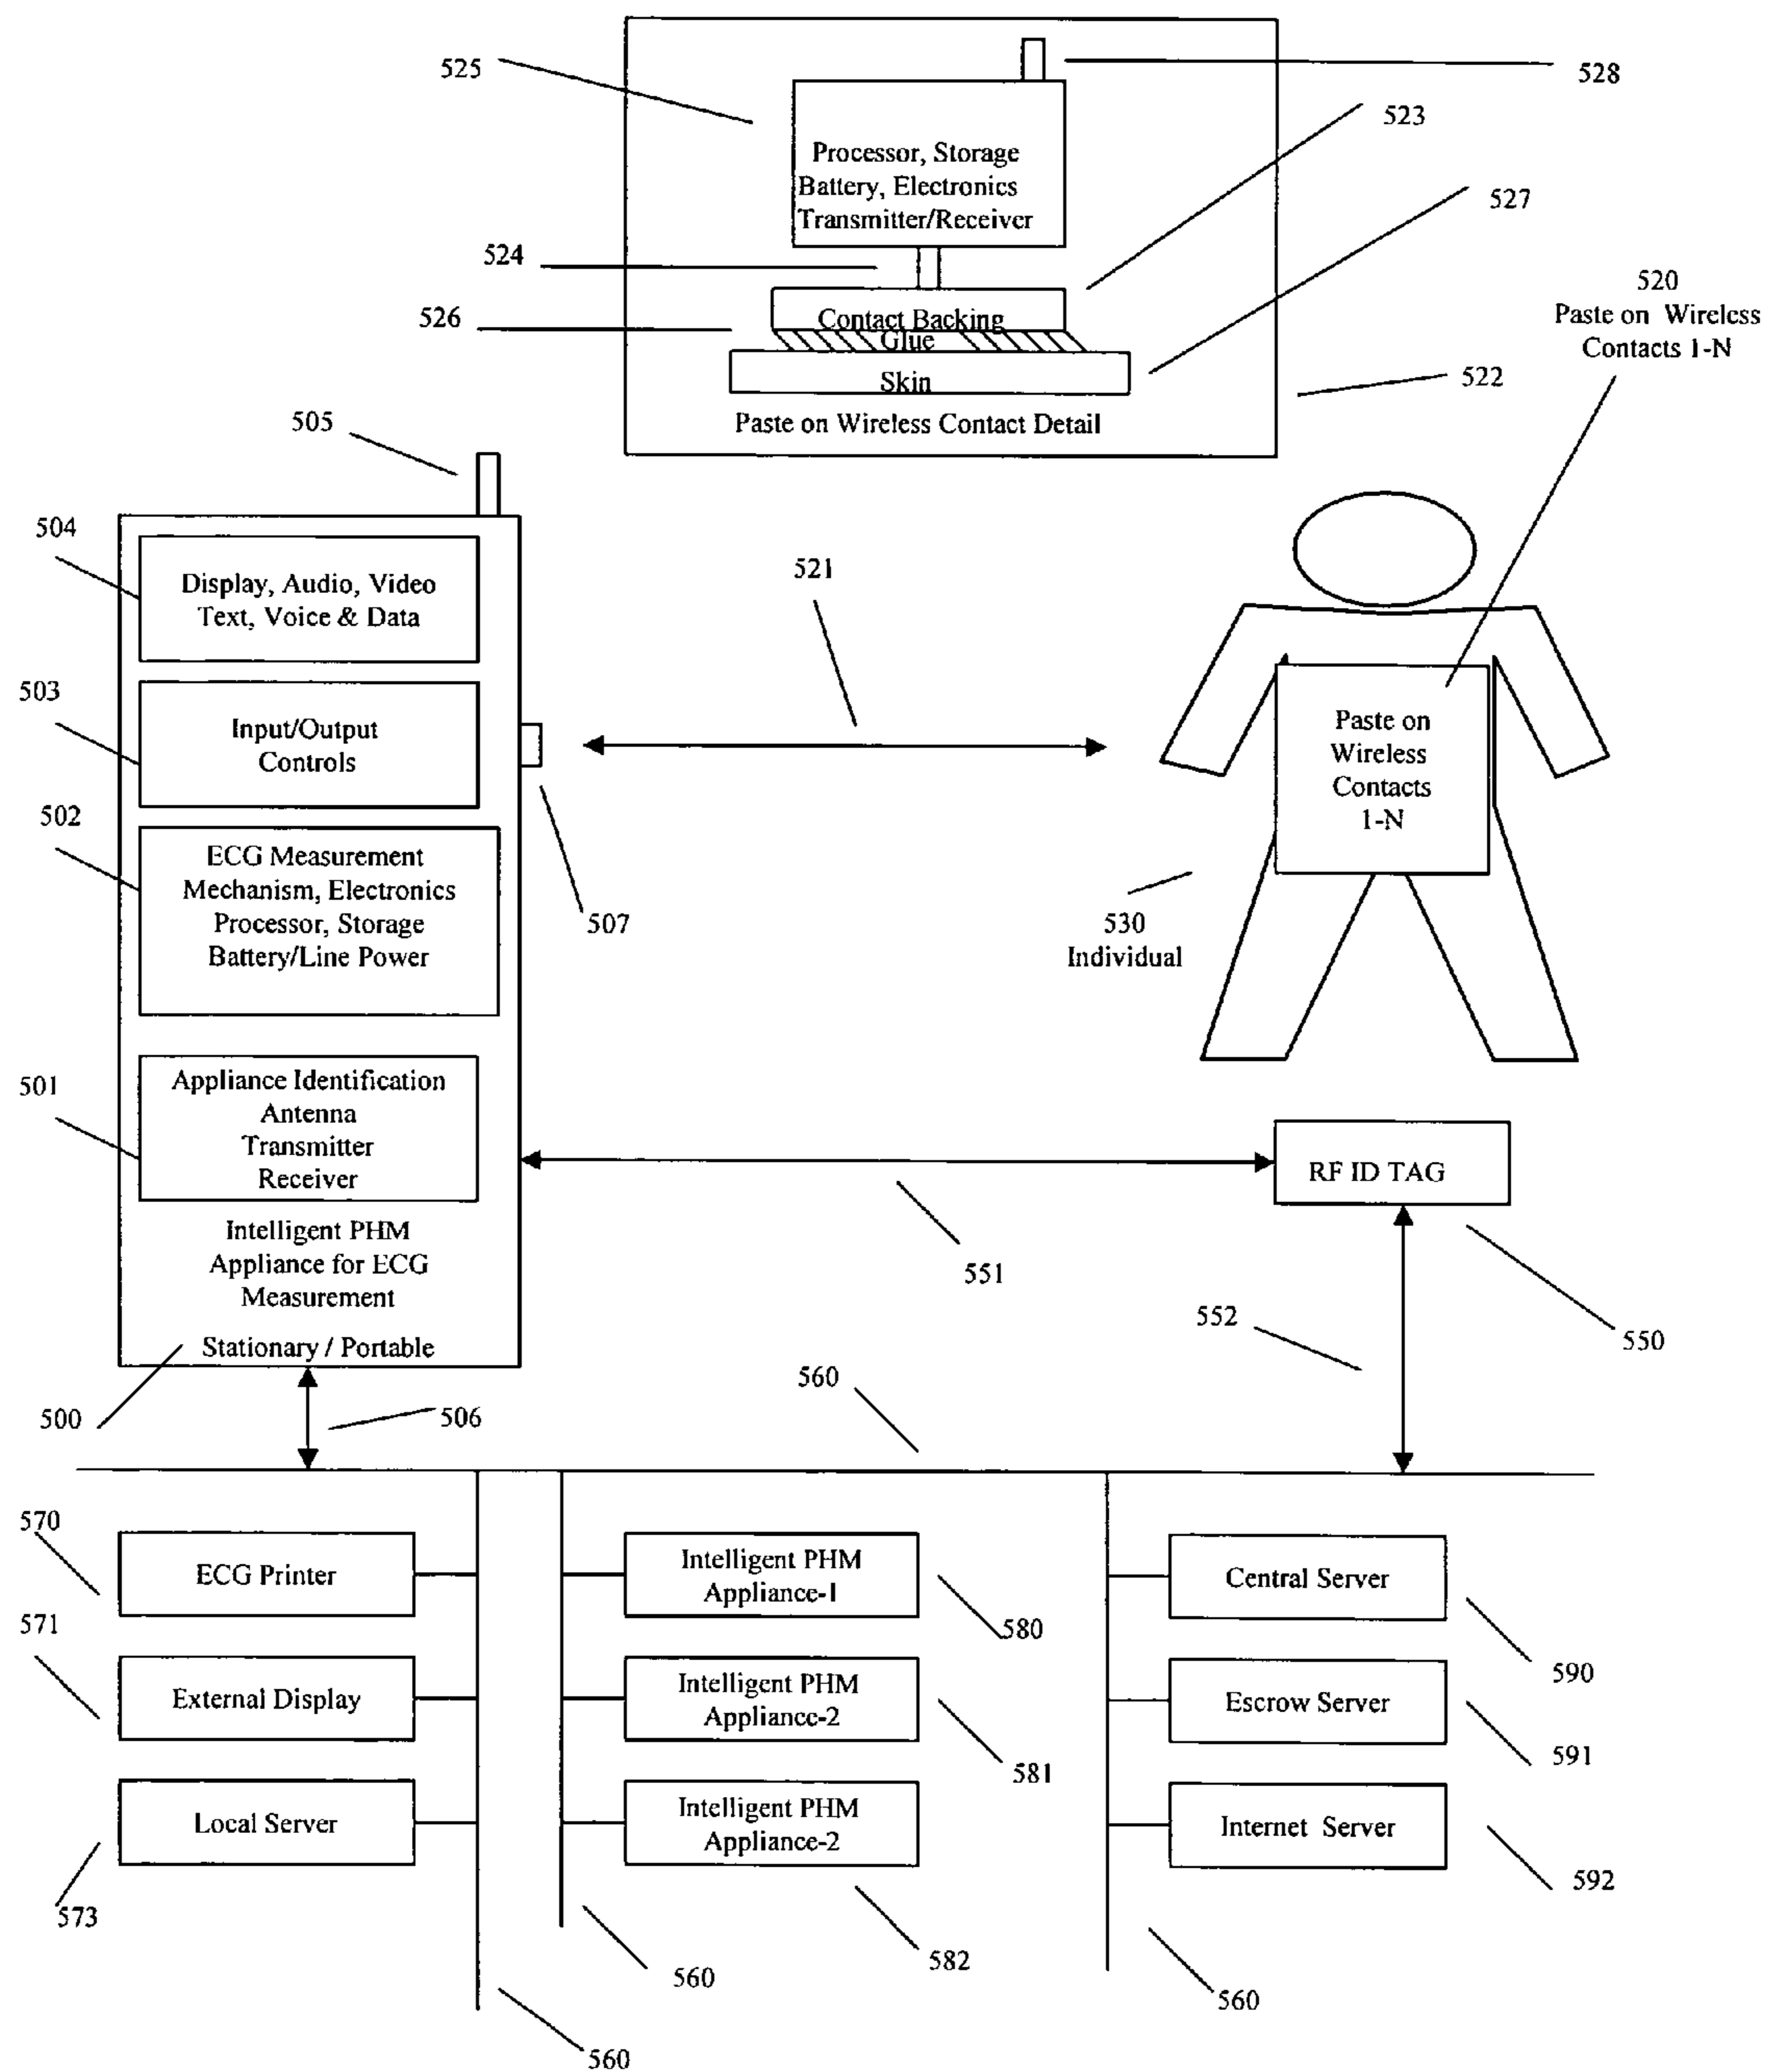 525
528
523
Processor, Storage
Battery, Electronics
Transmitter/Receiver
527
524
520
Paste on Wireless
Contacts 1-N
526
Contact Backing
Glue
Skin
522
Paste on Wireless Contact Detail
505
504
Display, Audio, Video
Text, Voice & Data
521
503
Input/Output
Controls
Paste on
Wireless
Contacts
1-N
502
ECG Measurement
Mechanism, Electronics
Processor, Storage
Battery/Line Power
507
530
Individual
501
Appliance Identification
Antenna
Transmitter
Receiver
RF ID TAG
Intelligent PHM
Appliance for ECG
Measurement
551
552
550
Stationary / Portable
560
500
506
570
ECG Printer
Intelligent PHM
Appliance-1
Central Server
571
580
590
External Display
Intelligent PHM
Appliance-2
Escrow Server
581
591
Local Server
Intelligent PHM
Appliance-2
Internet Server
573
592
582
560
560
560